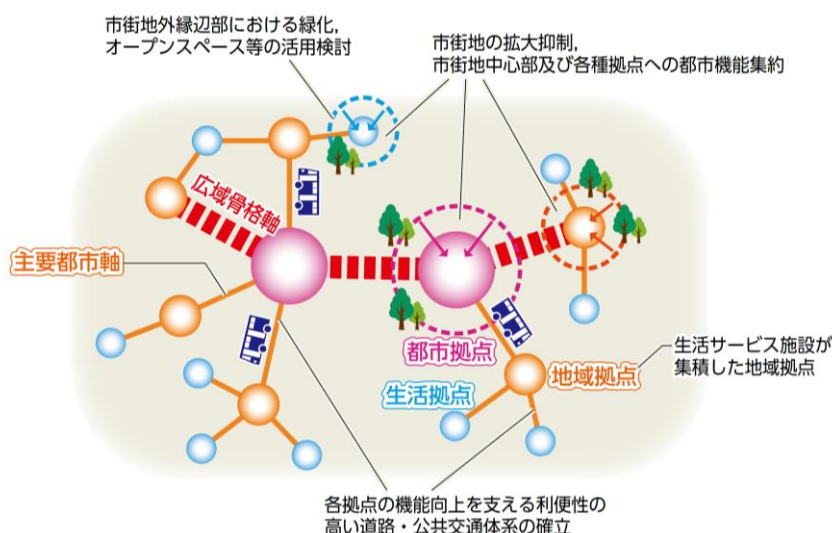 市街地外縁辺部における緑化,
オープンスペース等の活用検討
市街地の拡大抑制,
市街地中心部及び各種拠点への都市機能集約
広域骨格軸
主要都市軸
都市拠点
生活拠点
地域拠点
生活サービス施設が
集積した地域拠点
各拠点の機能向上を支える利便性の
高い道路・公共交通体系の確立